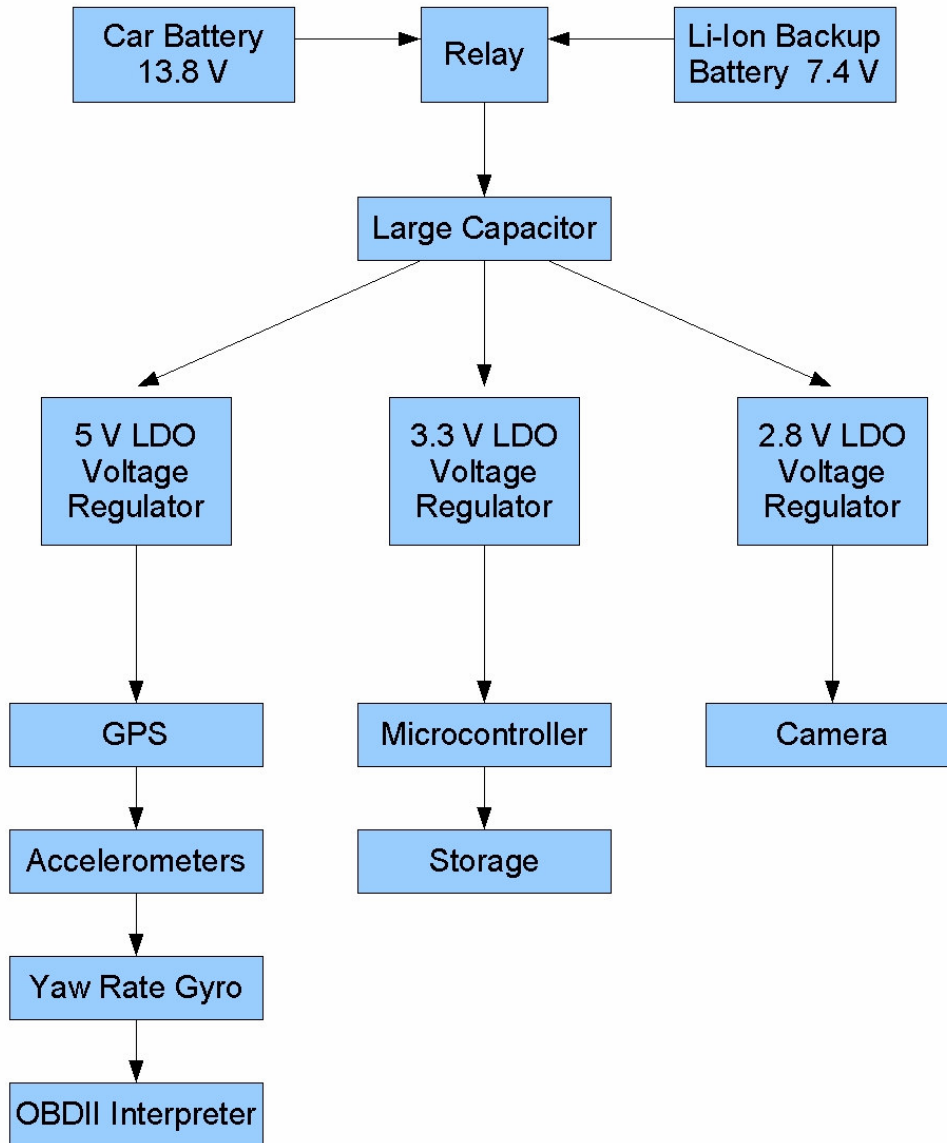 Car Battery
13.8 V
Relay
Li-Ion Backup
Battery 7.4 V
Large Capacitor
5 V LDO
Voltage
Regulator
3.3 V LDO
Voltage
Regulator
2.8 V LDO
Voltage
Regulator
GPS
Microcontroller
Camera
Accelerometers
Storage
Yaw Rate Gyro
OBDII Interpreter